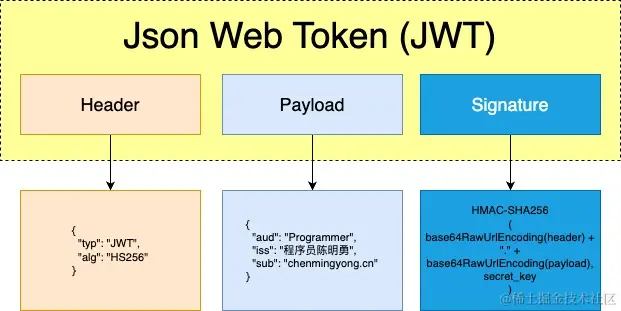 Json Web Token (JWT)
Header
Payload
Signature
{
"typ": "JWT",
"alg": "HS256"
}
{
"aud": "Programmer",
"iss": "程序员陈明勇",
"sub": "chenmingyong.cn"
}
HMAC-SHA256
(
base64RawUrlEncoding(header) +
"." +
base64RawUrlEncoding(payload),
secret_key
)
@稀土掘金技术社区